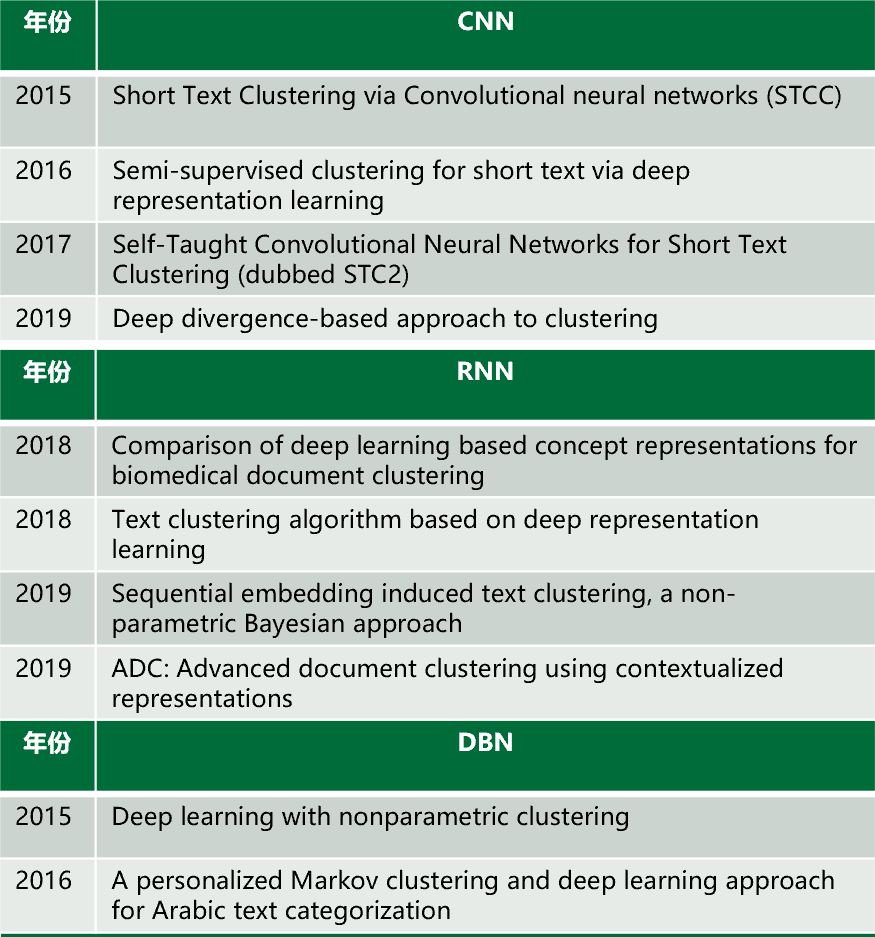 年份 CNN
2015 Short Text Clustering via Convolutional neural networks (STCC)
2016 Semi-supervised clustering for short text via deep
representation learning
2017 Self-Taught Convolutional Neural Networks for Short Text
Clustering (dubbed STC2)
2019 Deep divergence-based approach to clustering
年份 RNN
2018 Comparison of deep learning based concept representations for
biomedical document clustering
2018 Text clustering algorithm based on deep representation
learning
2019 Sequential embedding induced text clustering, a non-
parametric Bayesian approach
2019 ADC: Advanced document clustering using contextualized
representations
年份 DBN
2015 Deep learning with nonparametric clustering
2016 A personalized Markov clustering and deep learning approach
for Arabic text categorization